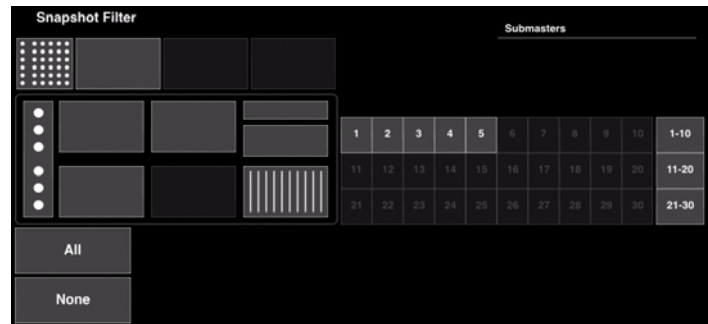 Snapshot Filter
Submasters
1 2 3 4 5 6 7 8 9 10 1-10
11 12 13 14 15 16 17 18 19 20 11-20
21 22 23 24 25 26 27 28 29 30 21-30
All
None